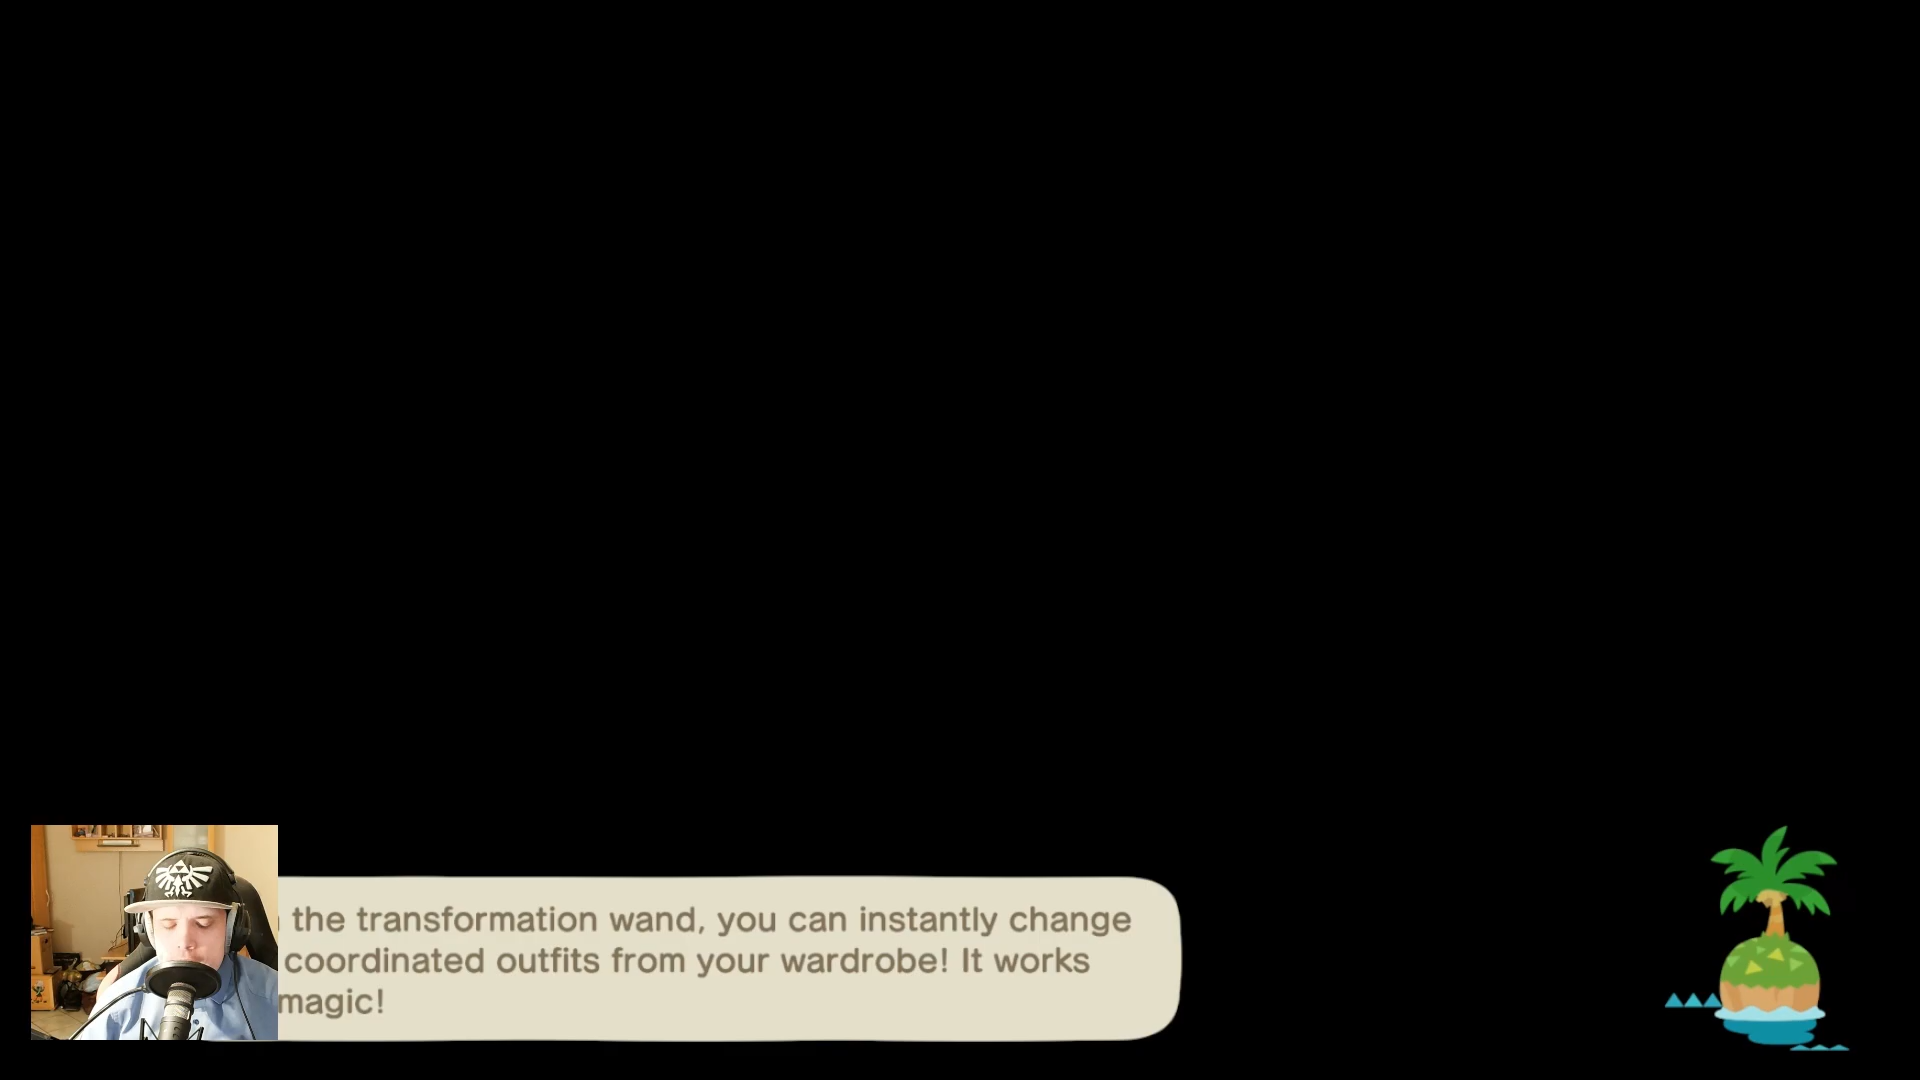 the transformation wand, you can instantly change
coordinated outfits from your wardrobe! It works
magic!